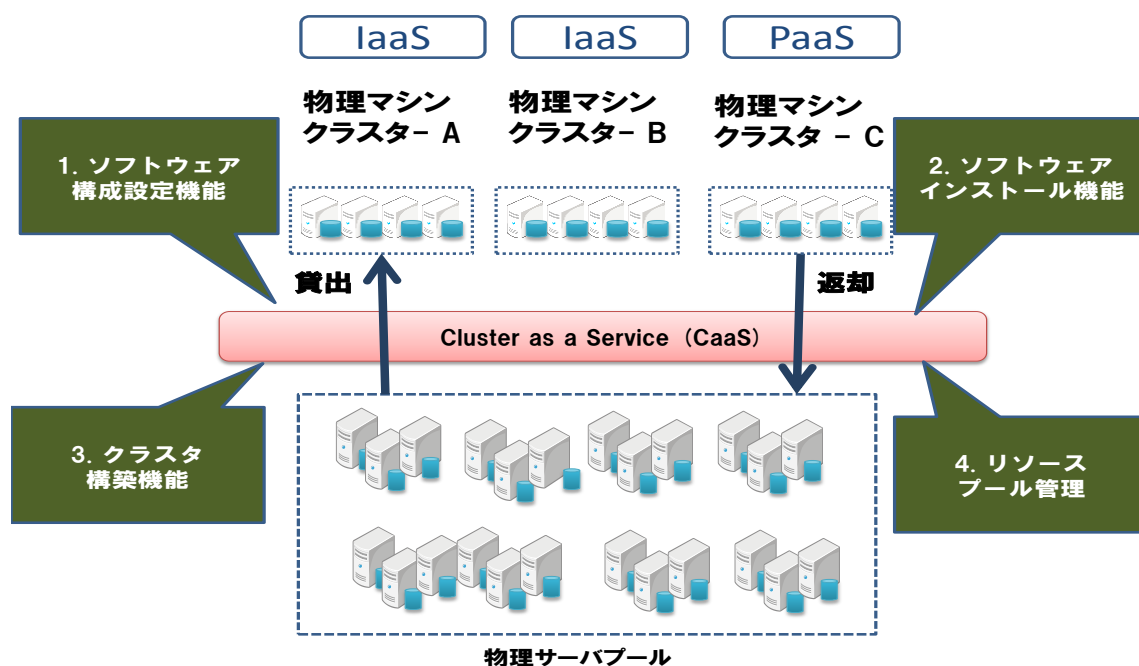 IaaS
IaaS
PaaS
物理マシン
クラスター- A
物理マシン
クラスター- B
物理マシン
クラスター - C
1. ソフトウェア
構成設定機能
2. ソフトウェア
インストール機能
貸出
返却
Cluster as a Service (CaaS)
3. クラスタ
構築機能
4. リソース
プール管理
物理サーバプール